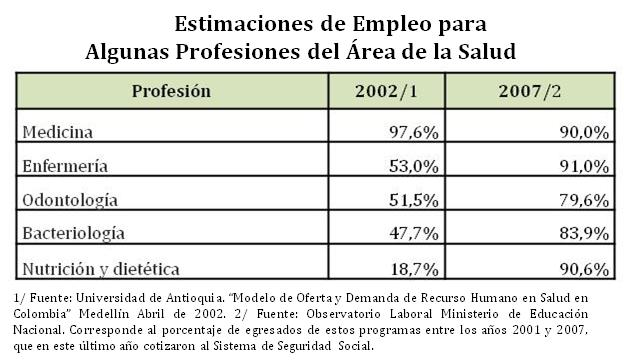 Estimaciones de Empleo para
Algunas Profesiones del Área de la Salud
Profesión 2002/1 2007/2
Medicina 97,6% 90,0%
Enfermería 53,0% 91,0%
Odontología 51,5% 79,6%
Bacteriología 47,7% 83,9%
Nutrición y dietética 18,7% 90,6%
1/ Fuente: Universidad de Antioquia. “Modelo de Oferta y Demanda de Recurso Humano en Salud en
Colombia” Medellín Abril de 2002. 2/ Fuente: Observatorio Laboral Ministerio de Educación
Nacional. Corresponde al porcentaje de egresados de estos programas entre los años 2001 y 2007,
que en este último año cotizaron al Sistema de Seguridad Social.